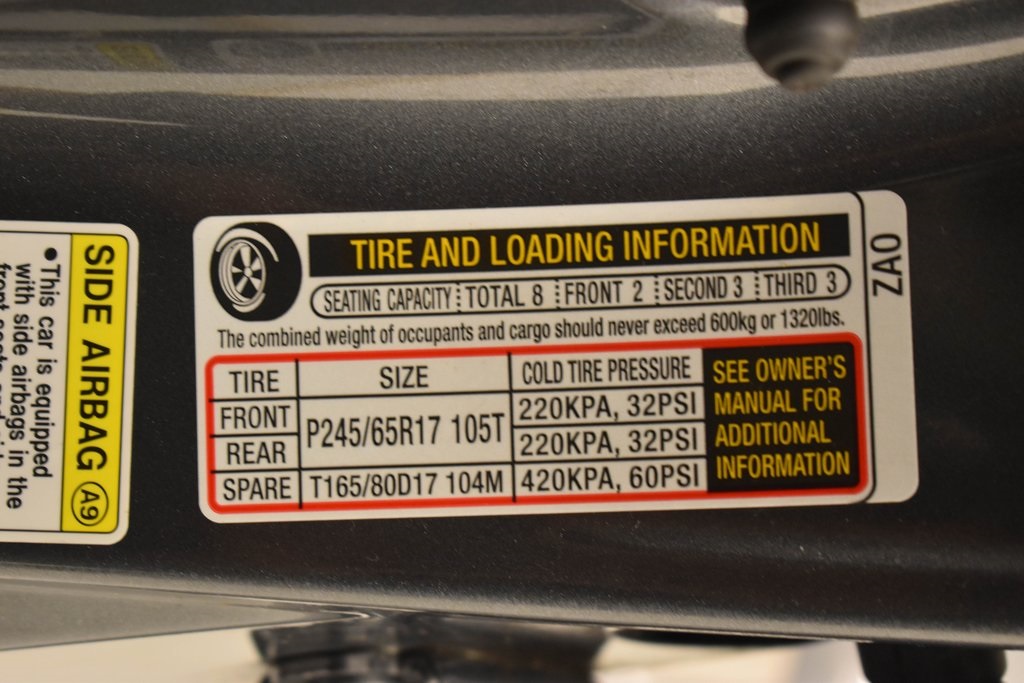 TIRE AND LOADING INFORMATION
SEATING CAPACITY TOTAL 8 FRONT 2 SECOND 3 THIRD 3
The combined weight of occupants and cargo should never exceed 600kg or 1320lbs.
TIRE SIZE COLD TIRE PRESSURE
FRONT P245/65R17 105T 220KPA, 32PSI
REAR 220KPA, 32PSI
SPARE T165/80D17 104M 420KPA, 60PSI
SEE OWNER'S
MANUAL FOR
ADDITIONAL
INFORMATION
ZA0
SIDE AIRBAG A9
•This car is equipped
with side airbags in the